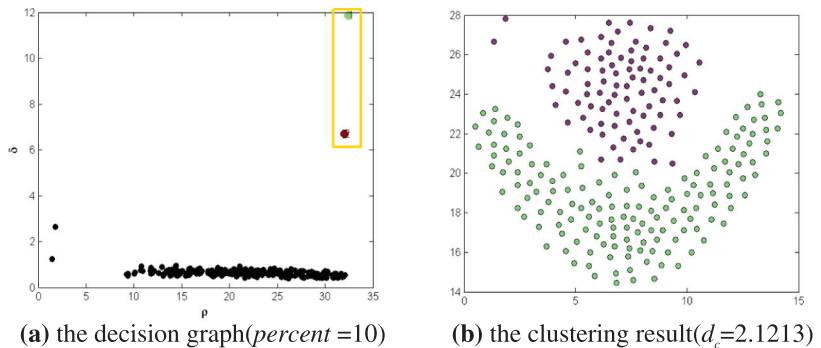 12
10
8
6
4
2
0
δ
0 5 10 15 20 25 30 35
ρ
28
26
24
22
20
18
16
14
0 5 10 15
(a) the decision graph(percent =10)
(b) the clustering result(d_c=2.1213)